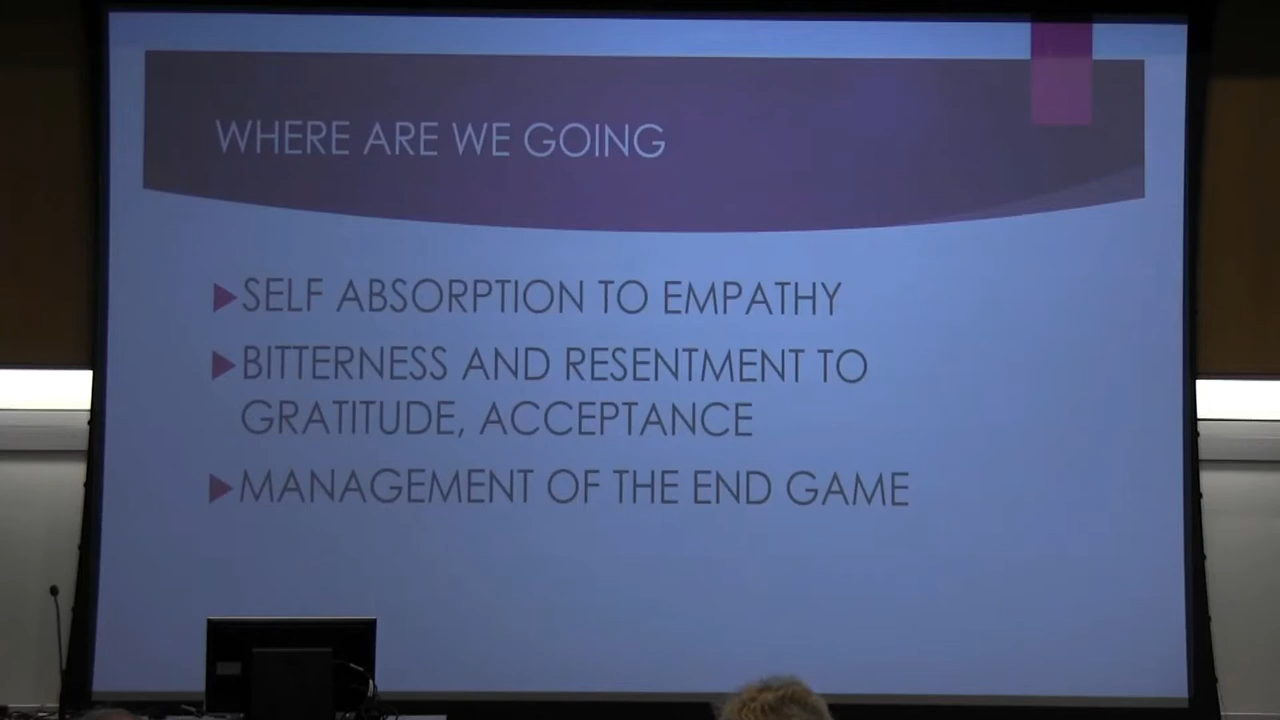 WHERE ARE WE GOING
SELF ABSORPTION TO EMPATHY
BITTERNESS AND RESENTMENT TO
GRATITUDE, ACCEPTANCE
MANAGEMENT OF THE END GAME